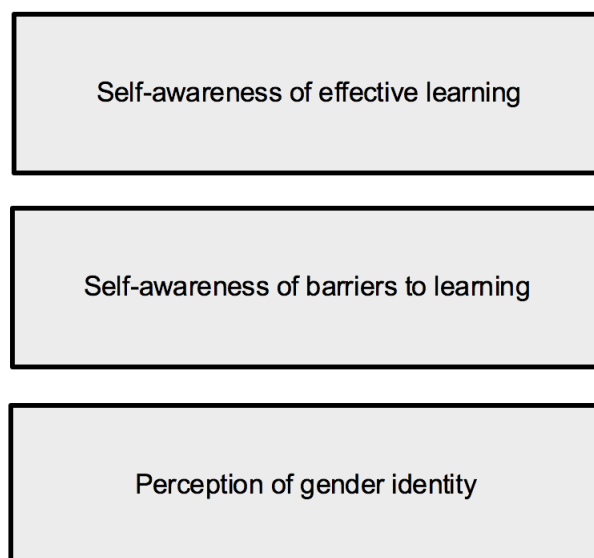 Self-awareness of effective learning
Self-awareness of barriers to learning
Perception of gender identity